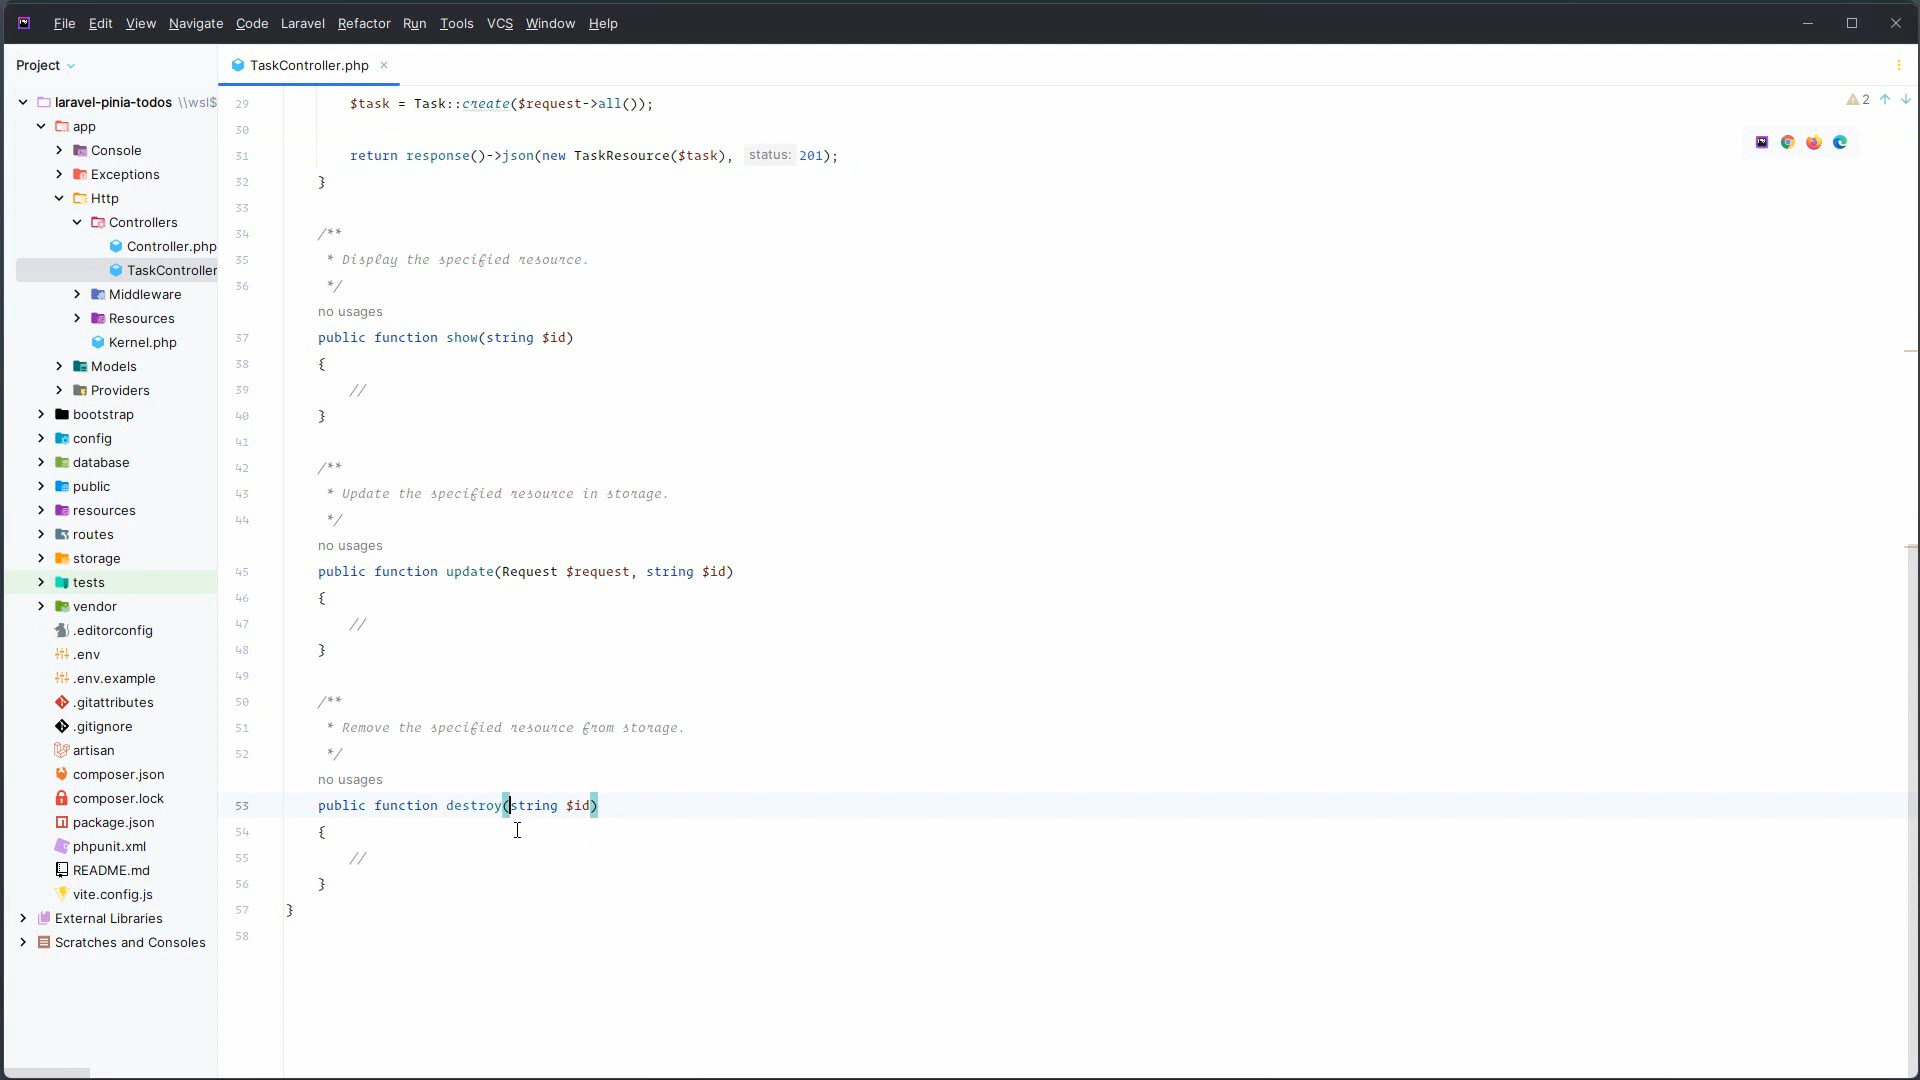 File Edit View Navigate Code Laravel Refactor Run Tools VCS Window Help
Project
TaskController.php
laravel-pinia-todos \\wsl$
app
Console
Exceptions
Http
Controllers
Controller.php
TaskController
Middleware
Resources
Kernel.php
Models
Providers
bootstrap
config
database
public
resources
routes
storage
tests
vendor
.editorconfig
.env
.env.example
.gitattributes
.gitignore
artisan
composer.json
composer.lock
package.json
phpunit.xml
README.md
vite.config.js
External Libraries
Scratches and Consoles
2
29 $task = Task::create($request->all());
30
31 return response()->json(new TaskResource($task), status: 201);
32 }
33
34 /**
35 * Display the specified resource.
36 */
no usages
37 public function show(string $id)
38 {
39 //
40 }
41
42 /**
43 * Update the specified resource in storage.
44 */
no usages
45 public function update(Request $request, string $id)
46 {
47 //
48 }
49
50 /**
51 * Remove the specified resource from storage.
52 */
no usages
53 public function destroy(string $id)
54 {
55 //
56 }
57 }
58